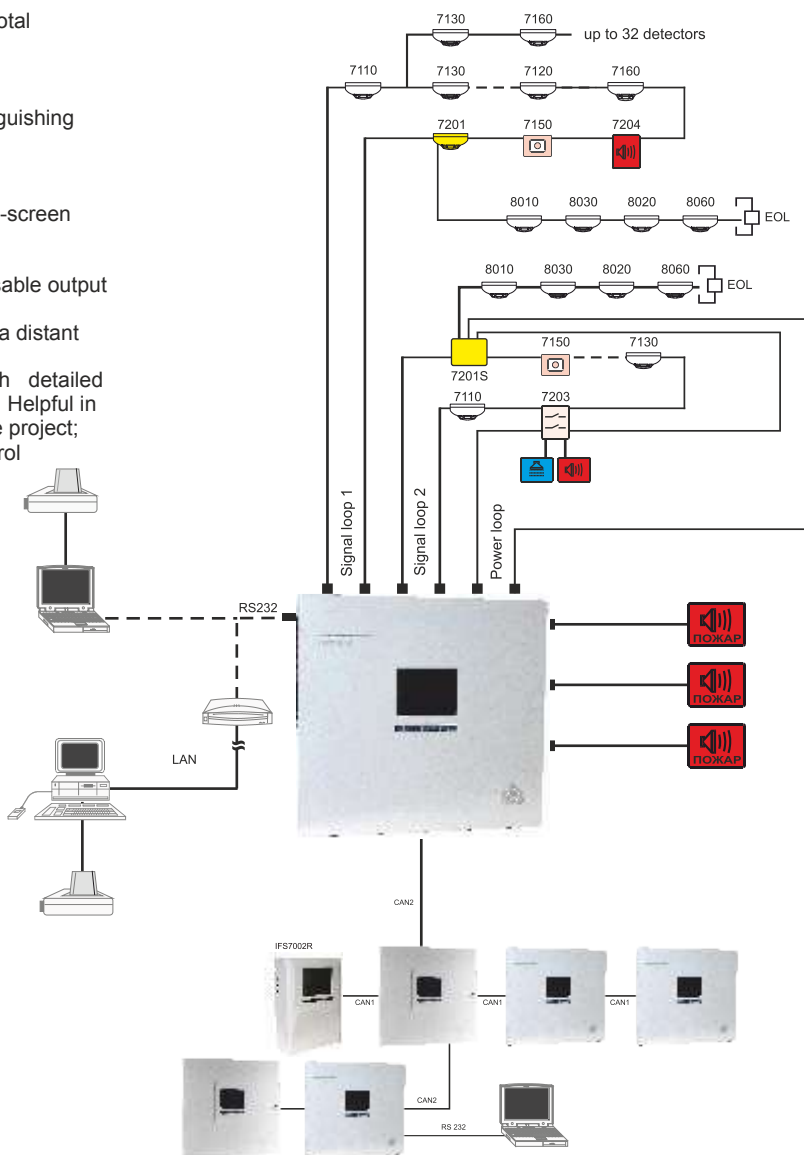 otal
guishing
-screen
sable output
a distant
h detailed
Helpful in
e project;
rol
7130 7160
up to 32 detectors
7110 7130 7120 7160
7201 7150 7204
8010 8030 8020 8060
EOL
8010 8030 8020 8060
EOL
7150 7130
7201S
7110 7203
Signal loop 1
Signal loop 2
Power loop
RS232
ПОЖАР
ПОЖАР
ПОЖАР
LAN
CAN2
IFS7002R
CAN1 CAN1 CAN1
CAN2
RS 232